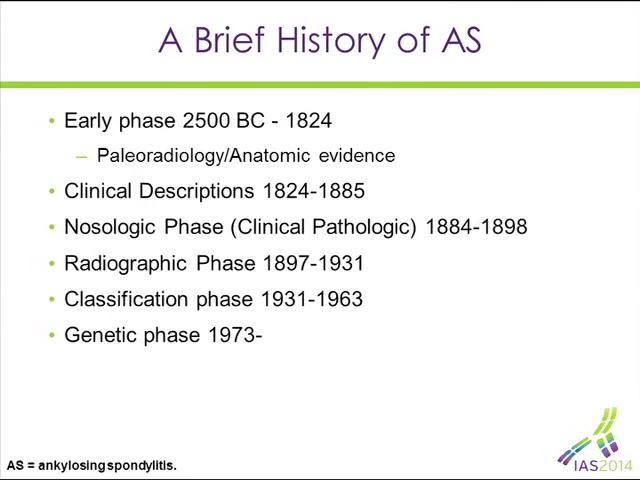 A Brief History of AS
• Early phase 2500 BC - 1824
– Paleoradiology/Anatomic evidence
• Clinical Descriptions 1824-1885
• Nosologic Phase (Clinical Pathologic) 1884-1898
• Radiographic Phase 1897-1931
• Classification phase 1931-1963
• Genetic phase 1973-
AS = ankylosing spondylitis.
IAS2014